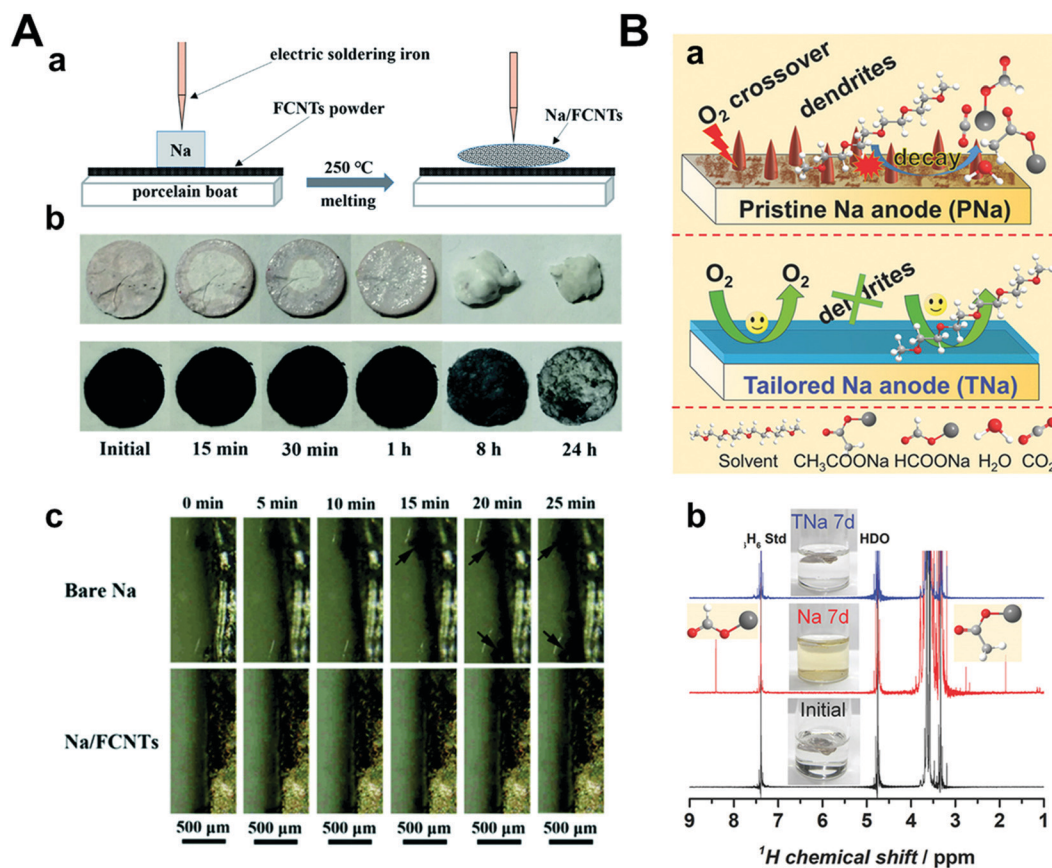 A
a
electric soldering iron
FCNTs powder
Na
Na/FCNTs
250 °C
melting
porcelain boat
b
Initial 15 min 30 min 1 h 8 h 24 h
c
0 min 5 min 10 min 15 min 20 min 25 min
Bare Na
Na/FCNTs
500 µm 500 µm 500 µm 500 µm 500 µm 500 µm
B
a
O₂ crossover
dendrites
decay
Pristine Na anode (PNa)
O₂ O₂
dendrites
Tailored Na anode (TNa)
Solvent CH₃COONa HCOONa H₂O CO₂
b
TNa 7d
H₆ Std HDO
Na 7d
Initial
9 8 7 6 5 4 3 2 1
¹H chemical shift / ppm